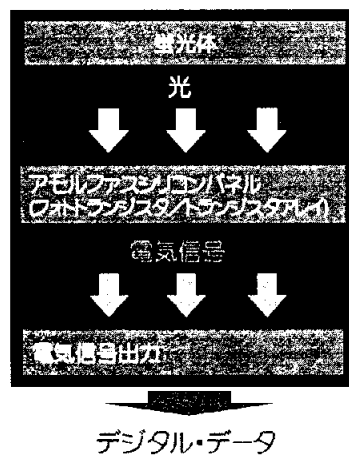 蛍光体
光
アモルファスシリコンパネル
(フォトトランジスタ/トランジスタアレイ)
電気信号
電気信号出力
デジタル・データ